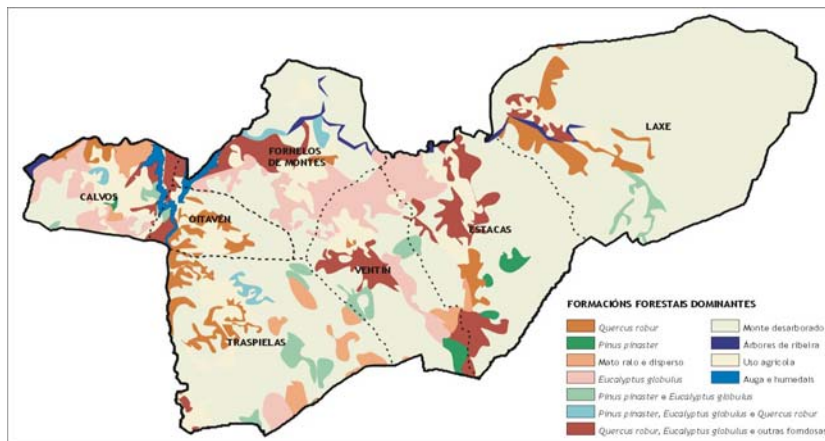 LAXE
FORNELOS
DE MONTES
CALVOS
OITAVÉN
ESTACAS
VENTÍN
TRASPIELAS
FORMACIÓNS FORESTAIS DOMINANTES
Quercus robur
Pinus pinaster
Mato ralo e disperso
Eucalyptus globulus
Pinus pinaster e Eucalyptus globulus
Pinus pinaster, Eucalyptus globulus e Quercus robur
Quercus robur, Eucalyptus globulus e outras forndosas
Monte desarborado
Árbores de ribeira
Uso agrícola
Auga e humedais